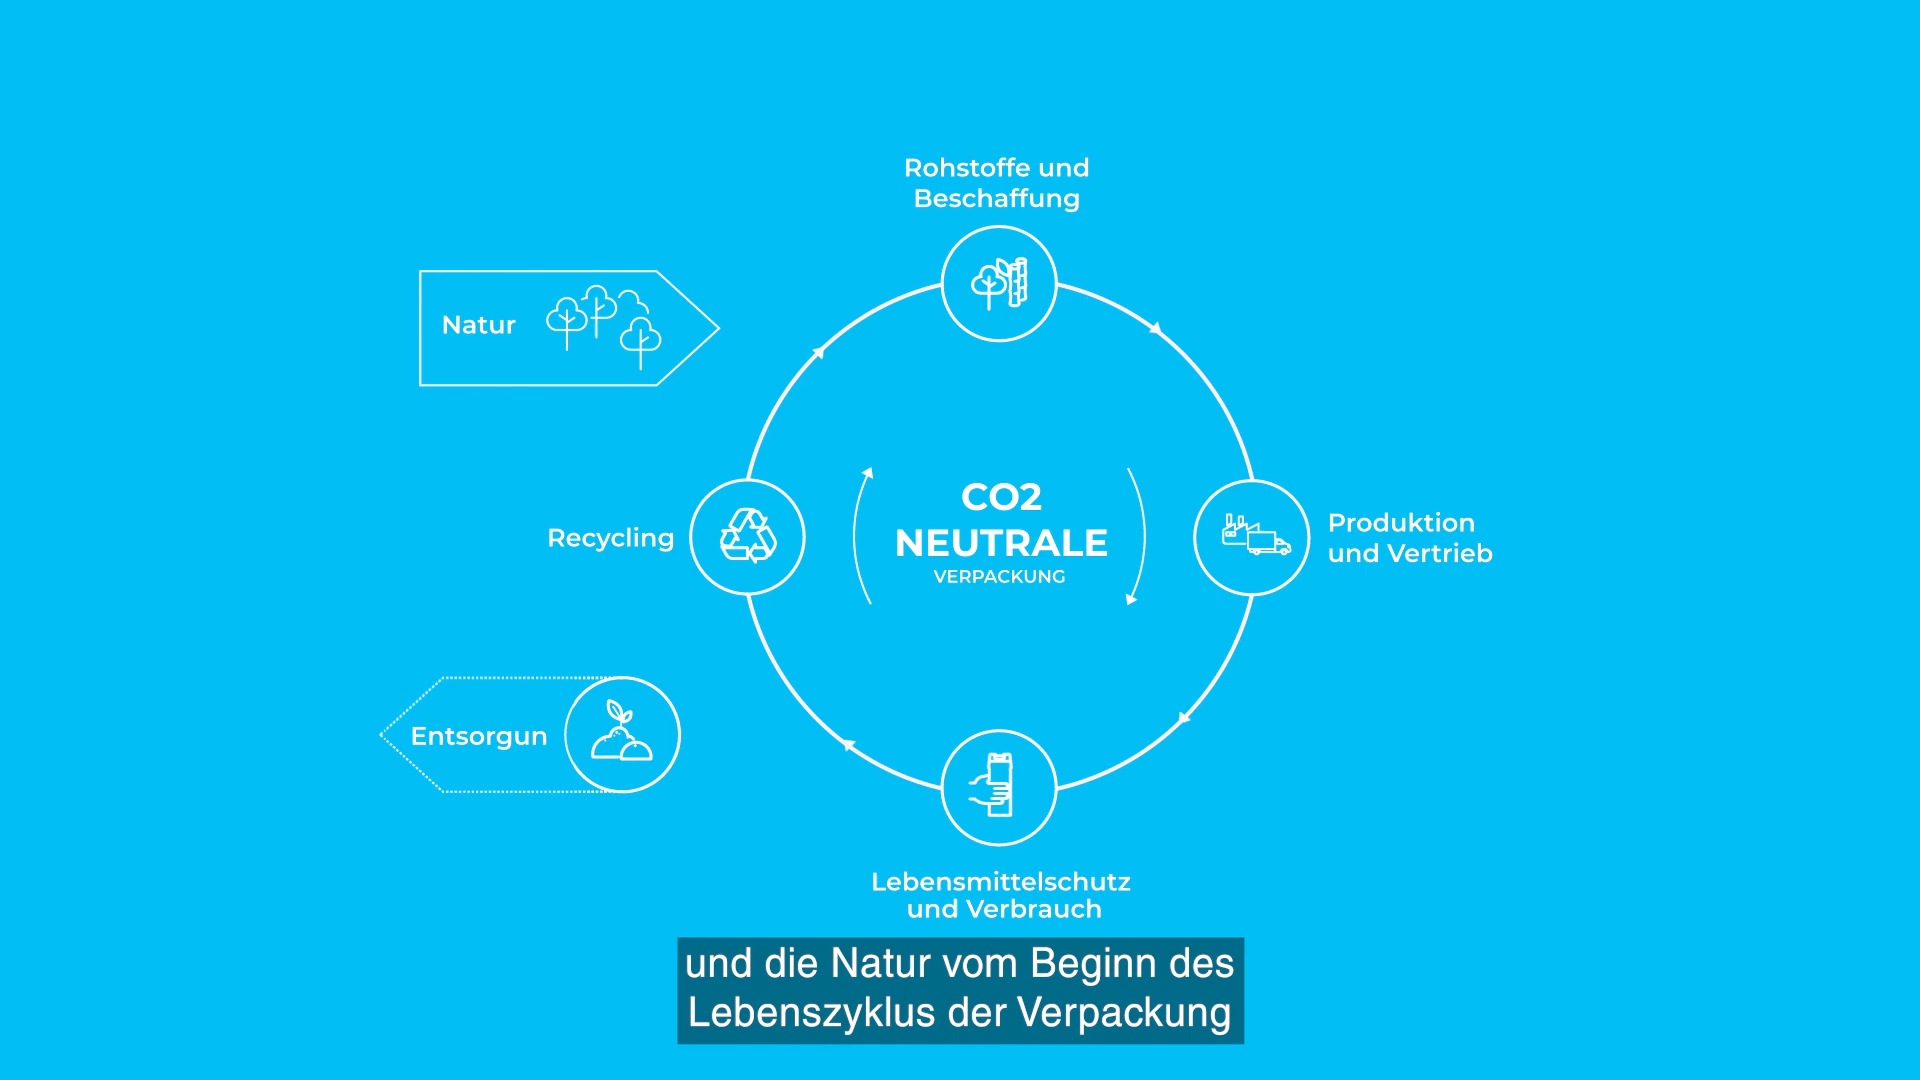 Rohstoffe und
Beschaffung
Natur
CO2
NEUTRALE
VERPACKUNG
Recycling
Produktion
und Vertrieb
Entsorgun
Lebensmittelschutz
und Verbrauch
und die Natur vom Beginn des
Lebenszyklus der Verpackung